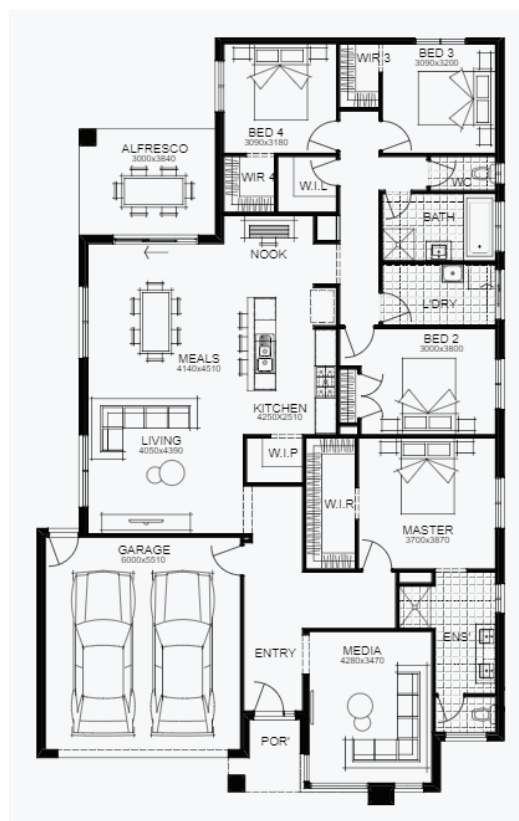 BED 3
3090x3200
WIR 3
BED 4
3090x3180
ALFRESCO
3000x3840
WIR 4
W.I.L
WC
BATH
NOOK
L'DRY
BED 2
3000x3800
MEALS
4140x4510
KITCHEN
4250X2510
LIVING
4050x4390
W.I.P
W.I.R
MASTER
3700x3870
GARAGE
6000x5510
ENS'
ENTRY
MEDIA
4280x3470
POR'